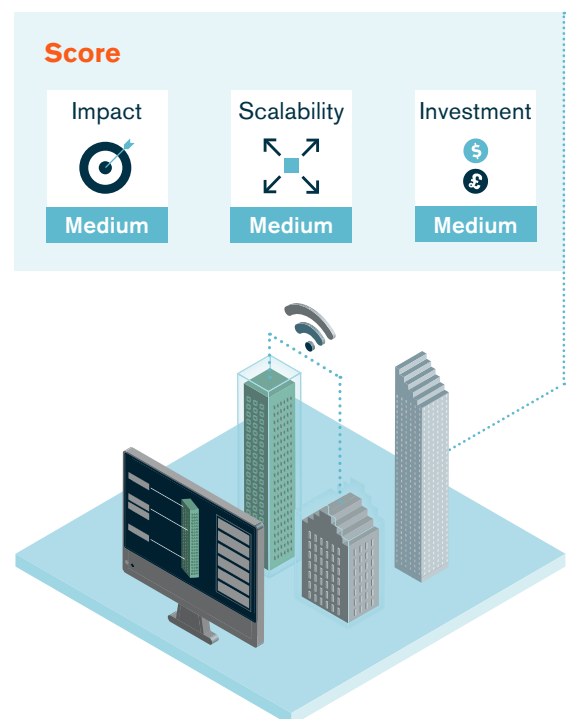 Score
Impact
Scalability
Investment
$
£
Medium
Medium
Medium